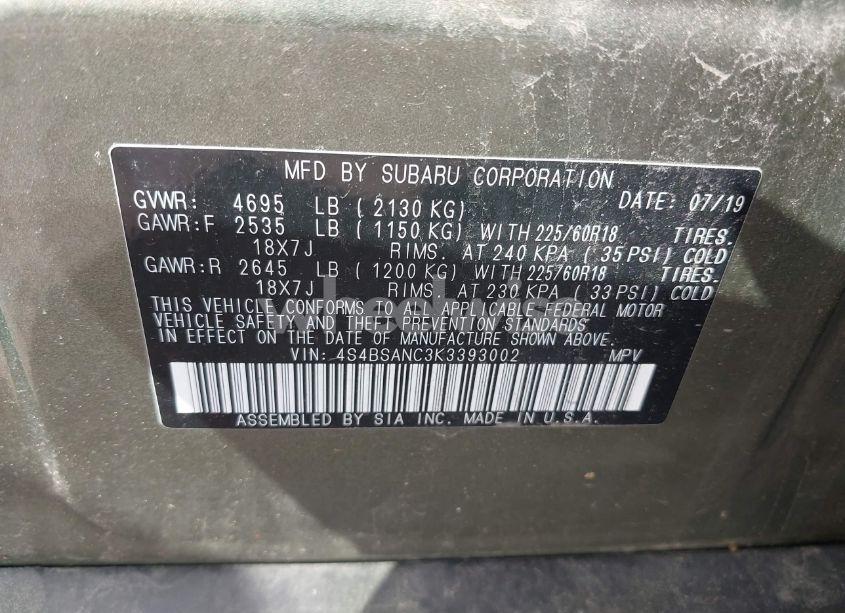 MFD BY SUBARU CORPORATION
GVWR: 4695 LB (2130 KG) DATE: 07/19
GAWR:F 2535 LB (1150 KG) WITH 225/60R18 TIRES.
18X7J RIMS. AT 240 KPA (35 PSI) COLD
GAWR:R 2645 LB (1200 KG) WITH 225/60R18 TIRES.
18X7J RIMS. AT 230 KPA (33 PSI) COLD
THIS VEHICLE CONFORMS TO ALL APPLICABLE FEDERAL MOTOR
VEHICLE SAFETY AND THEFT PREVENTION STANDARDS
IN EFFECT ON THE DATE OF MANUFACTURE SHOWN ABOVE.
VIN: 4S4BSANC3K3393002 MPV
ASSEMBLED BY SIA INC. MADE IN U.S.A.